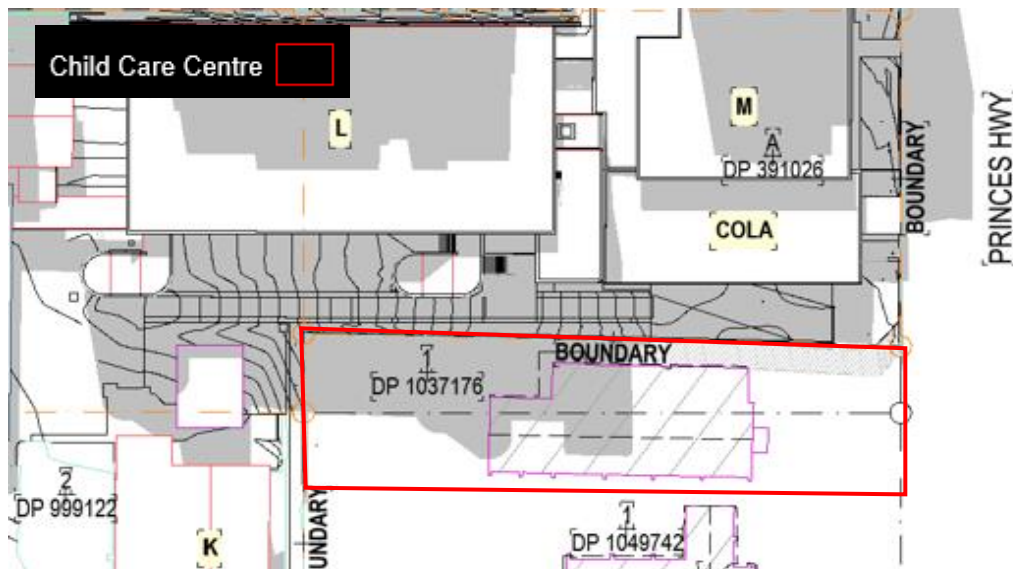 Child Care Centre
L
M
A
DP 391026
BOUNDARY
PRINCES HWY
COLA
BOUNDARY
1
DP 1037176
2
DP 999122
K
UNDARY
1
DP 1049742